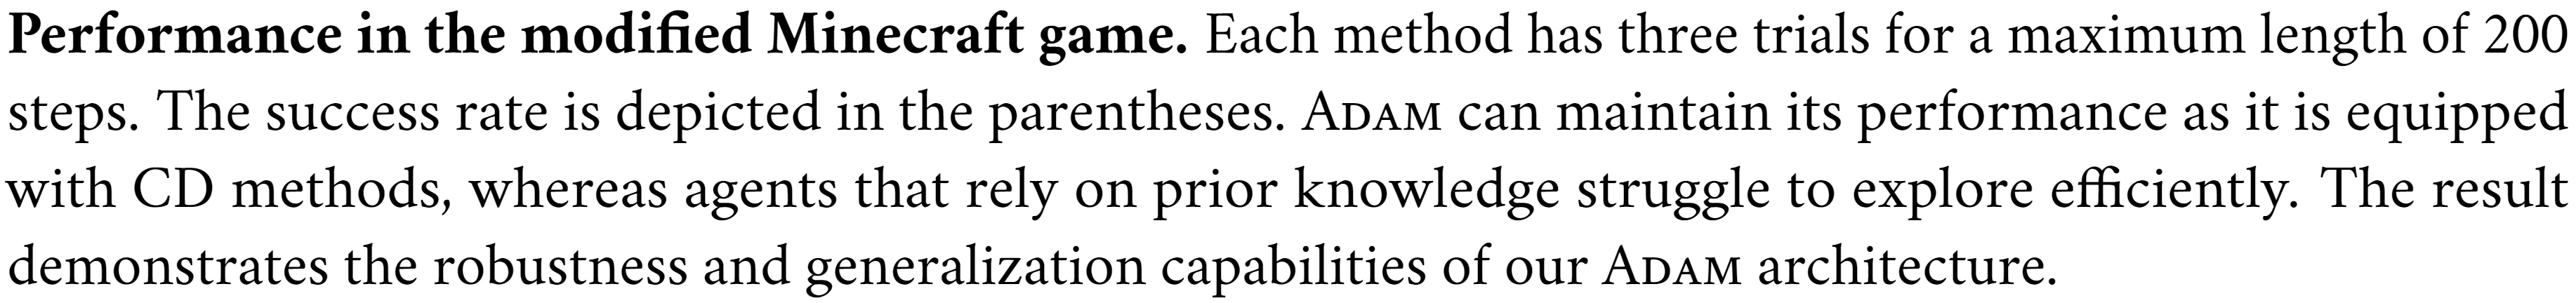 Performance in the modified Minecraft game. Each method has three trials for a maximum length of 200
steps. The success rate is depicted in the parentheses. ADAM can maintain its performance as it is equipped
with CD methods, whereas agents that rely on prior knowledge struggle to explore efficiently. The result
demonstrates the robustness and generalization capabilities of our ADAM architecture.